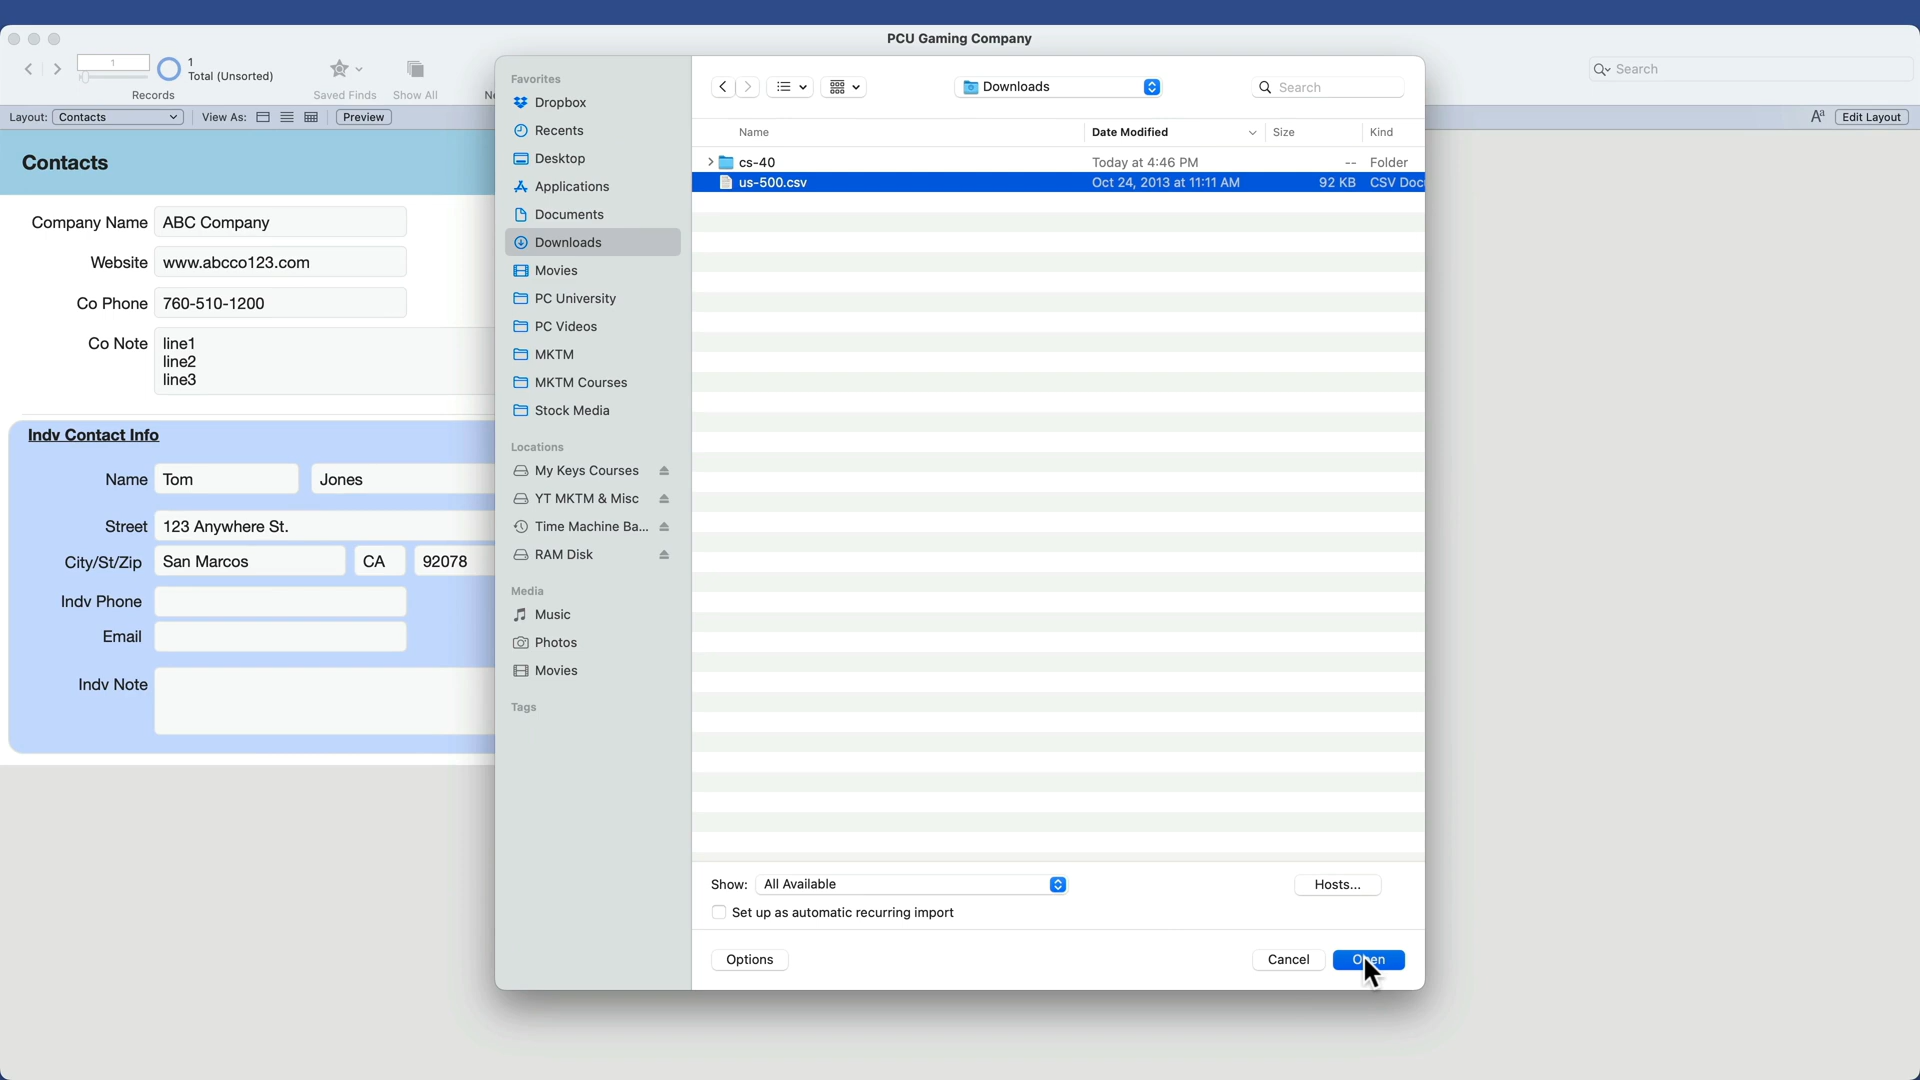 PCU Gaming Company
1
1
Total (Unsorted)
Records
Saved Finds
Show All
Search
Layout: Contacts
View As:
Preview
Aa
Edit Layout
Contacts
Company Name ABC Company
Website www.abcco123.com
Co Phone 760-510-1200
Co Note line1
line2
line3
Indv Contact Info
Name Tom Jones
Street 123 Anywhere St.
City/St/Zip San Marcos CA 92078
Indv Phone
Email
Indv Note
Favorites
Dropbox
Recents
Desktop
Applications
Documents
Downloads
Movies
PC University
PC Videos
MKTM
MKTM Courses
Stock Media
Locations
My Keys Courses
YT MKTM & Misc
Time Machine Ba...
RAM Disk
Media
Music
Photos
Movies
Tags
Downloads
Search
Name Date Modified Size Kind
cs-40 Today at 4:46 PM -- Folder
us-500.csv Oct 24, 2013 at 11:11 AM 92 KB CSV Doc
Show: All Available
Hosts...
Set up as automatic recurring import
Options
Cancel
Open